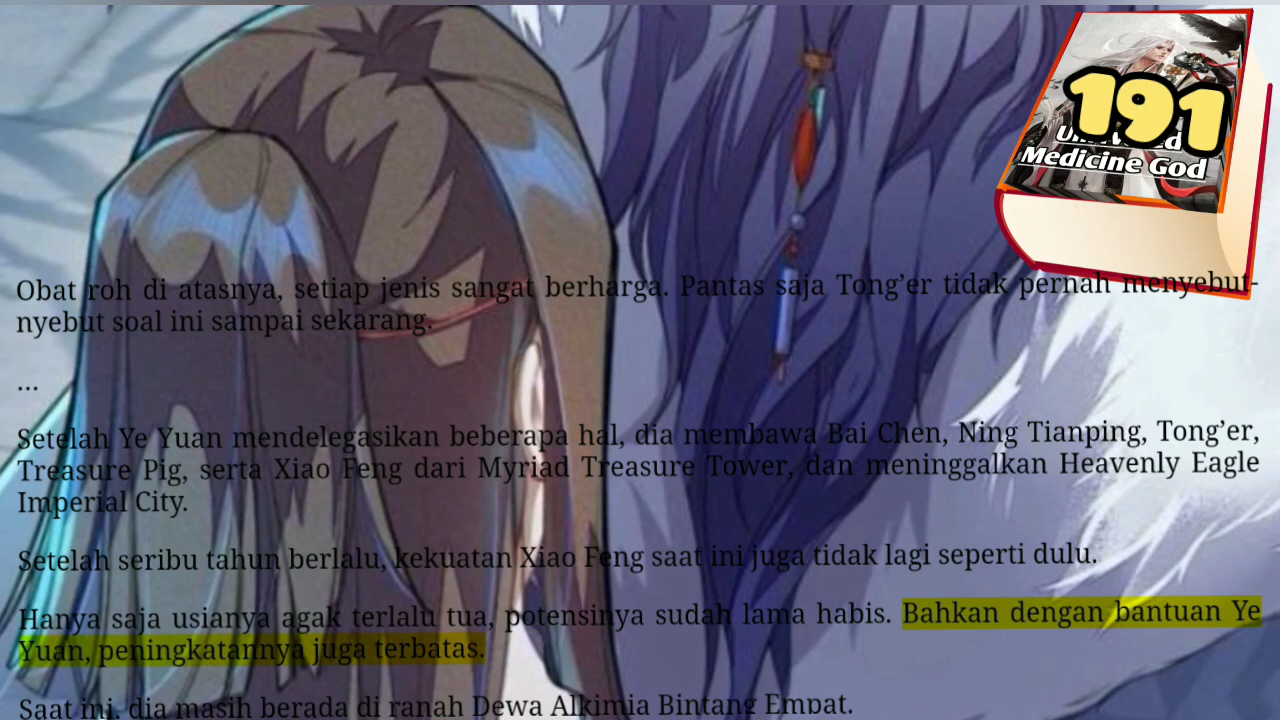 191
Medicine God
Obat roh di atasnya, setiap jenis sangat berharga. Pantas saja Tong’er tidak pernah menyebut-
nyebut soal ini sampai sekarang.
...
Setelah Ye Yuan mendelegasikan beberapa hal, dia membawa Bai Chen, Ning Tianping, Tong’er,
Treasure Pig, serta Xiao Feng dari Myriad Treasure Tower, dan meninggalkan Heavenly Eagle
Imperial City.
Setelah seribu tahun berlalu, kekuatan Xiao Feng saat ini juga tidak lagi seperti dulu.
Hanya saja usianya agak terlalu tua, potensinya sudah lama habis. Bahkan dengan bantuan Ye
Yuan, peningkatannya juga terbatas.
Saat ini, dia masih berada di ranah Dewa Alkimia Bintang Empat.